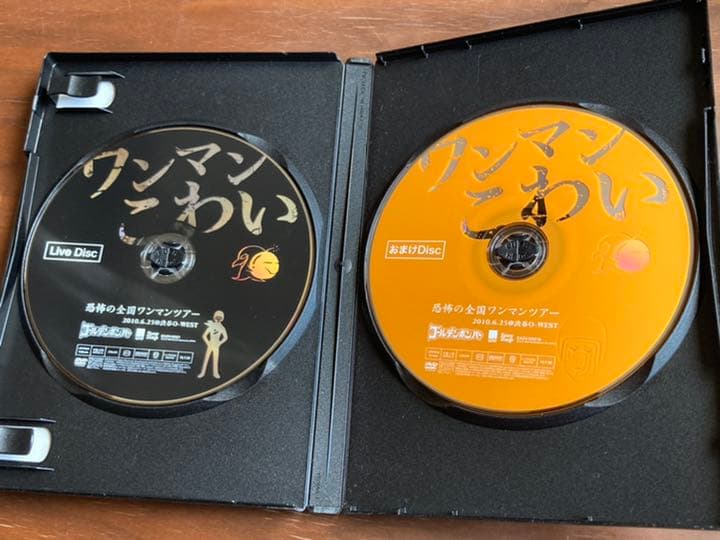 ワンマン
こわい
Live Disc
恐怖の全国ワンマンツアー
2010.6.25@渋谷O-WEST
ゴールデンボンバー
DVD
ワンマン
こわい
おまけDisc
恐怖の全国ワンマンツアー
2010.6.25@渋谷O-WEST
ゴールデンボンバー
DVD